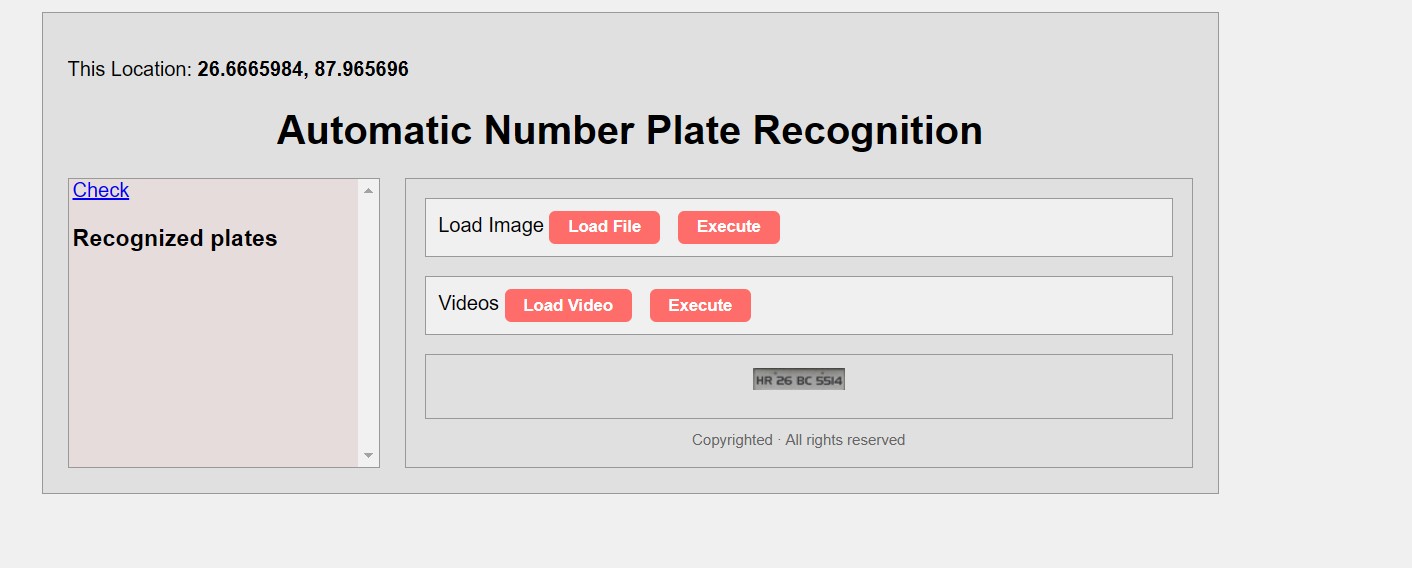 This Location: 26.6665984, 87.965696
Automatic Number Plate Recognition
Check
Recognized plates
Load Image Load File Execute
Videos Load Video Execute
HR 26 BC 5514
Copyrighted · All rights reserved